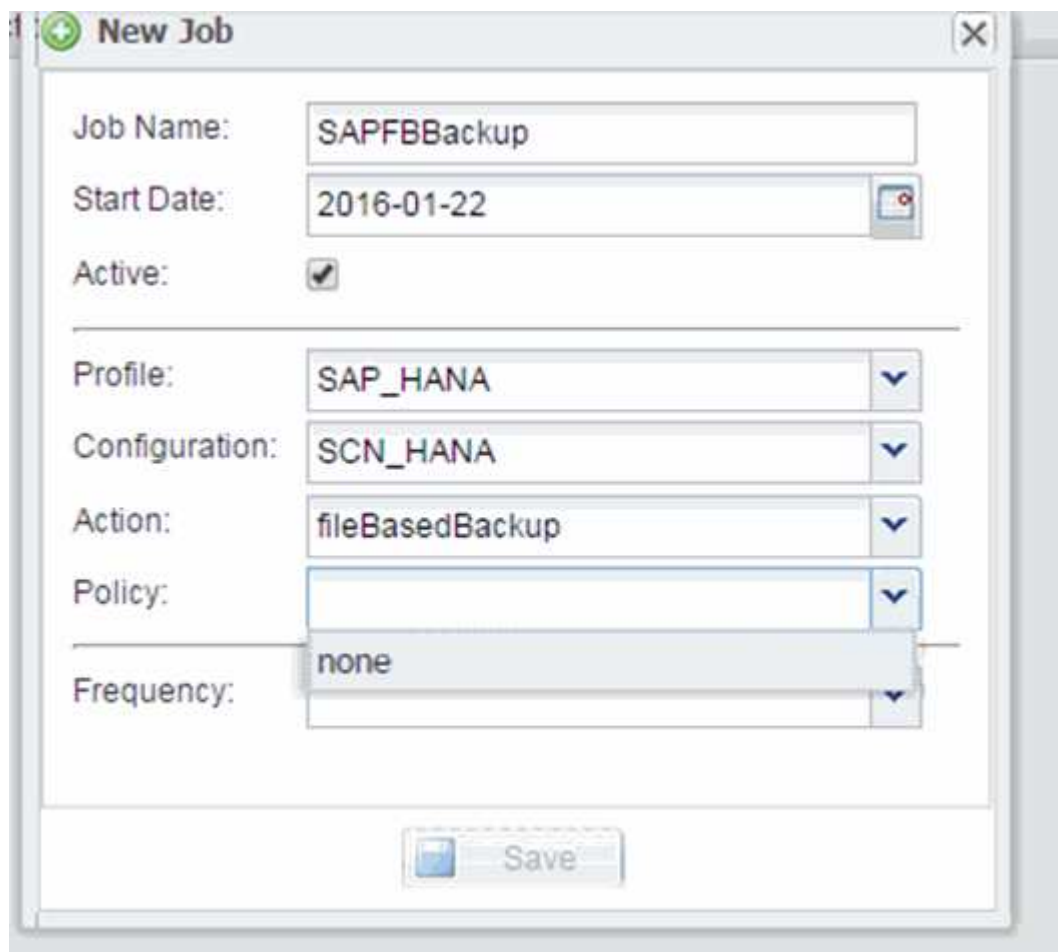 New Job
Job Name: SAPFBBackup
Start Date: 2016-01-22
Active:
Profile: SAP_HANA
Configuration: SCN_HANA
Action: fileBasedBackup
Policy:
none
Frequency:
Save